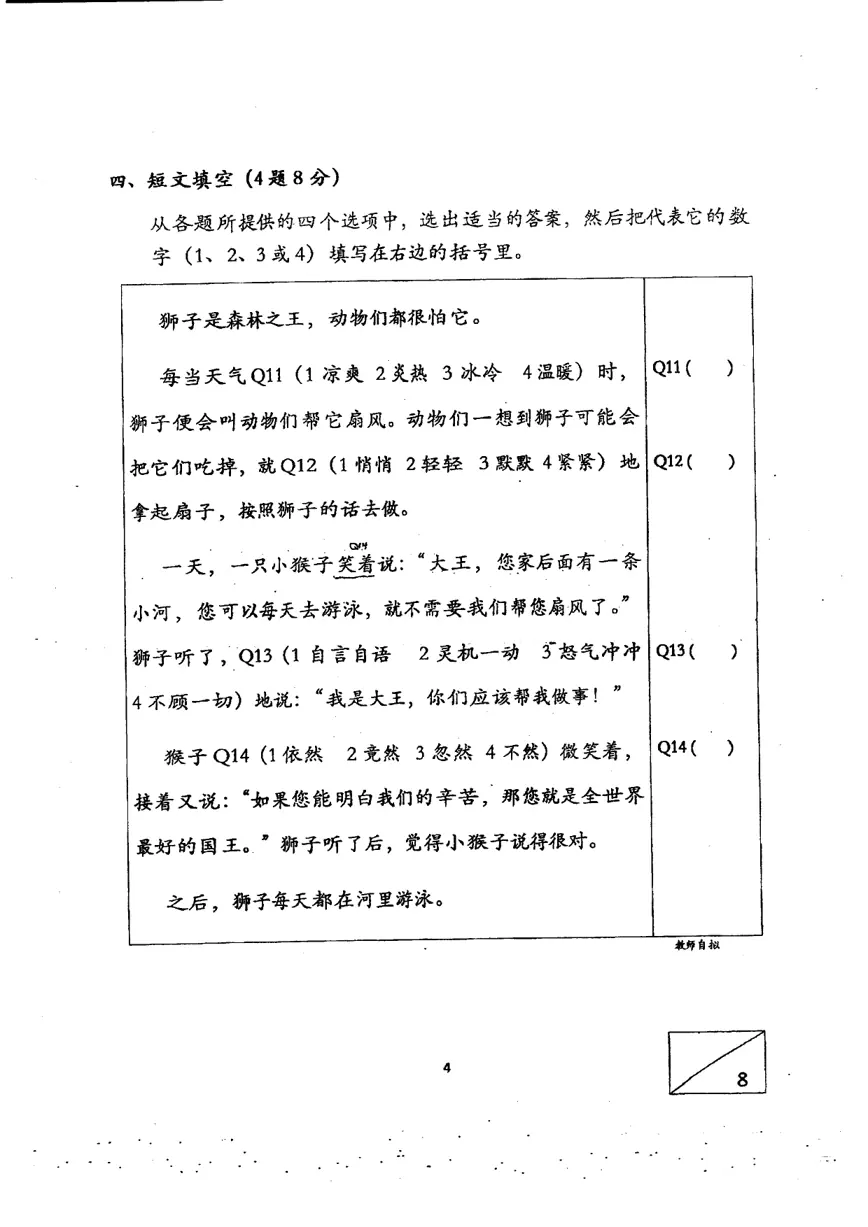 四、短文填空（4题8分）
从各题所提供的四个选项中，选出适当的答案，然后把代表它的数
字（1、2、3或4）填写在右边的括号里。
狮子是森林之王，动物们都很怕它。
每当天气Q11（1凉爽 2炎热 3冰冷 4温暖）时， Q11(    )
狮子便会叫动物们帮它扇风。动物们一想到狮子可能会
把它们吃掉，就Q12（1悄悄 2轻轻 3默默 4紧紧）地 Q12(    )
拿起扇子，按照狮子的话去做。
Q14
一天，一只小猴子笑着说：“大王，您家后面有一条
小河，您可以每天去游泳，就不需要我们帮您扇风了。”
狮子听了，Q13（1自言自语 2灵机一动 3怒气冲冲 Q13(    )
4不顾一切）地说：“我是大王，你们应该帮我做事！”
猴子Q14（1依然 2竟然 3忽然 4不然）微笑着， Q14(    )
接着又说：“如果您能明白我们的辛苦，那您就是全世界
最好的国王。”狮子听了后，觉得小猴子说得很对。
之后，狮子每天都在河里游泳。
教师自拟
4
8